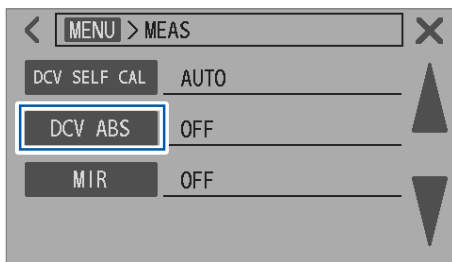 MENU > MEAS
DCV SELF CAL AUTO
DCV ABS OFF
MIR OFF